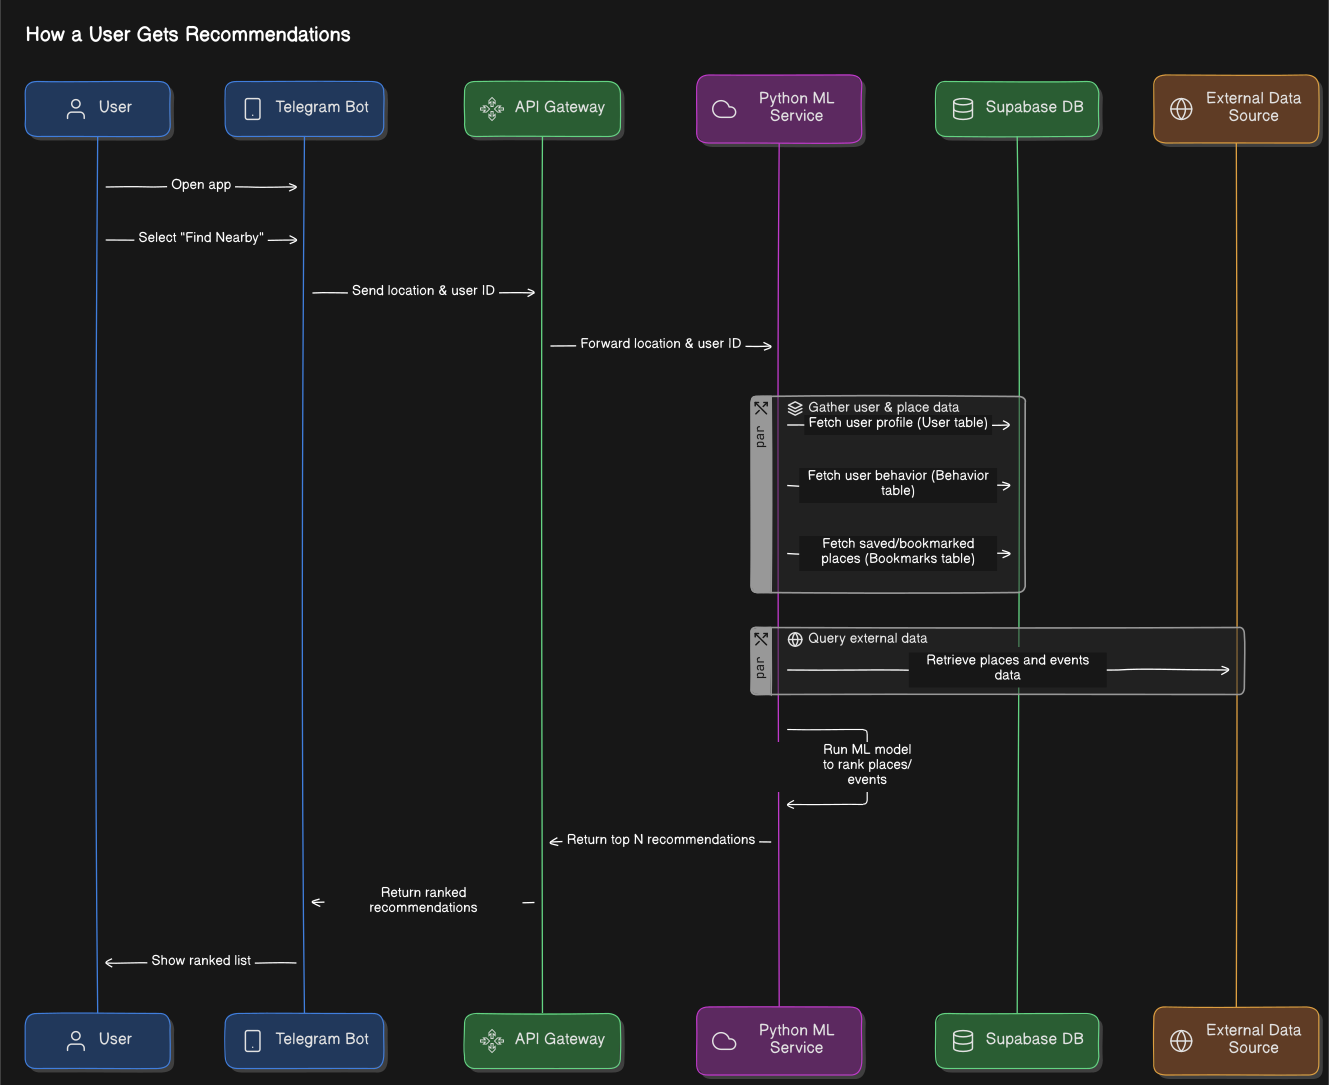 How a User Gets Recommendations
User
Telegram Bot
API Gateway
Python ML
Service
Supabase DB
External Data
Source
Open app
Select "Find Nearby"
Send location & user ID
Forward location & user ID
par
Gather user & place data
Fetch user profile (User table)
Fetch user behavior (Behavior
table)
Fetch saved/bookmarked
places (Bookmarks table)
par
Query external data
Retrieve places and events
data
Run ML model
to rank places/
events
Return top N recommendations
Return ranked
recommendations
Show ranked list
User
Telegram Bot
API Gateway
Python ML
Service
Supabase DB
External Data
Source